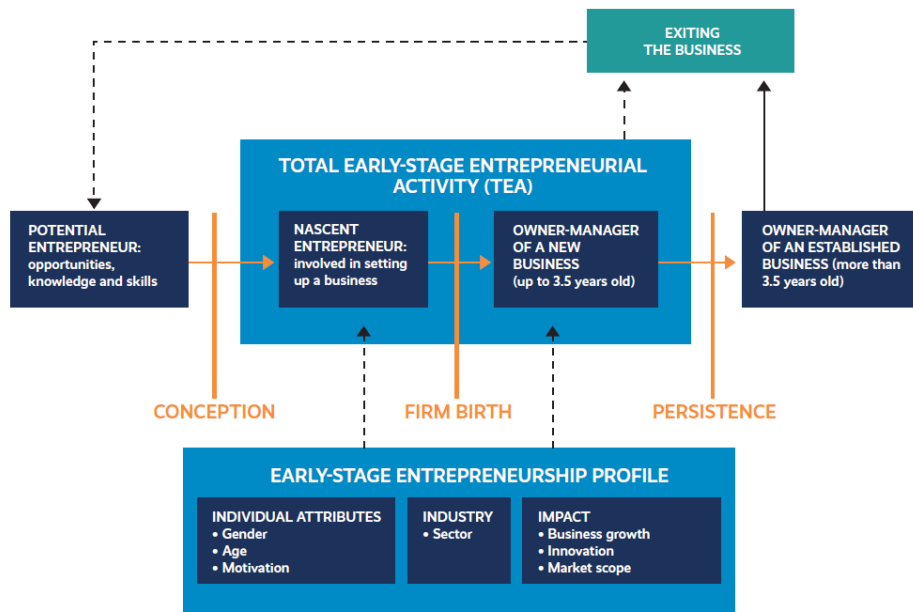 EXITING
THE BUSINESS
TOTAL EARLY-STAGE ENTREPRENEURIAL
ACTIVITY (TEA)
POTENTIAL
ENTREPRENEUR:
opportunities,
knowledge and skills
NASCENT
ENTREPRENEUR:
involved in setting
up a business
OWNER-MANAGER
OF A NEW
BUSINESS
(up to 3.5 years old)
OWNER-MANAGER
OF AN ESTABLISHED
BUSINESS (more than
3.5 years old)
CONCEPTION
FIRM BIRTH
PERSISTENCE
EARLY-STAGE ENTREPRENEURSHIP PROFILE
INDIVIDUAL ATTRIBUTES
• Gender
• Age
• Motivation
INDUSTRY
• Sector
IMPACT
• Business growth
• Innovation
• Market scope